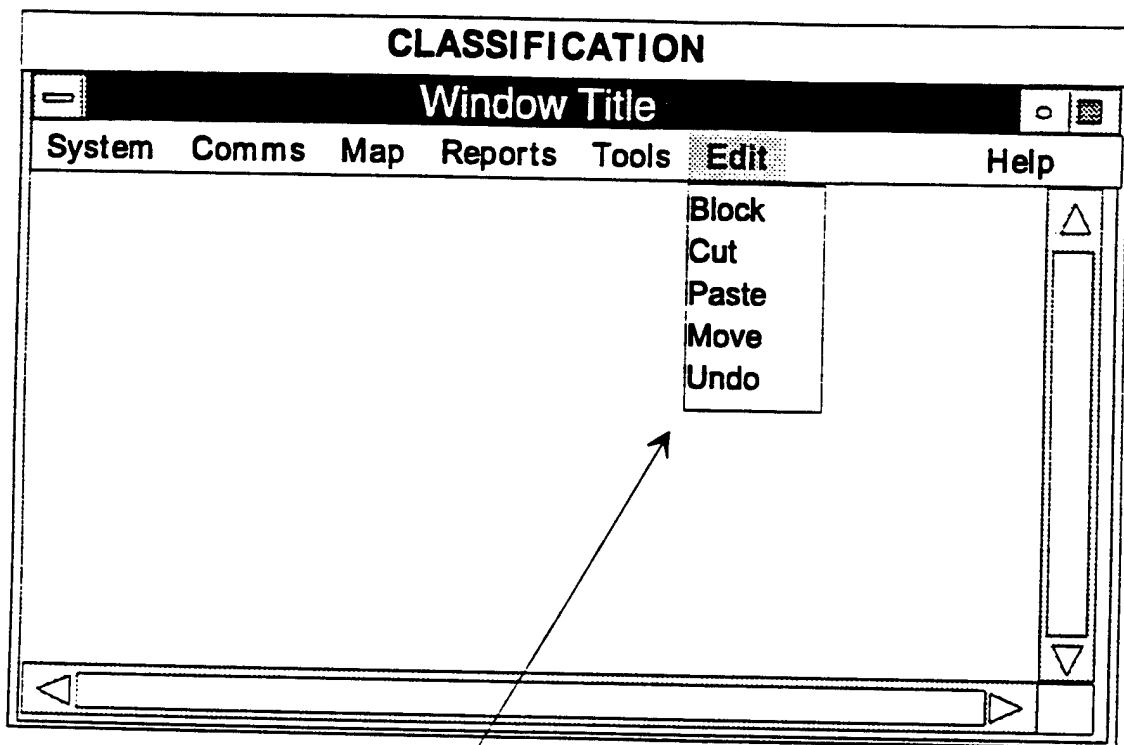 CLASSIFICATION
Window Title
System Comms Map Reports Tools Edit Help
Block
Cut
Paste
Move
Undo